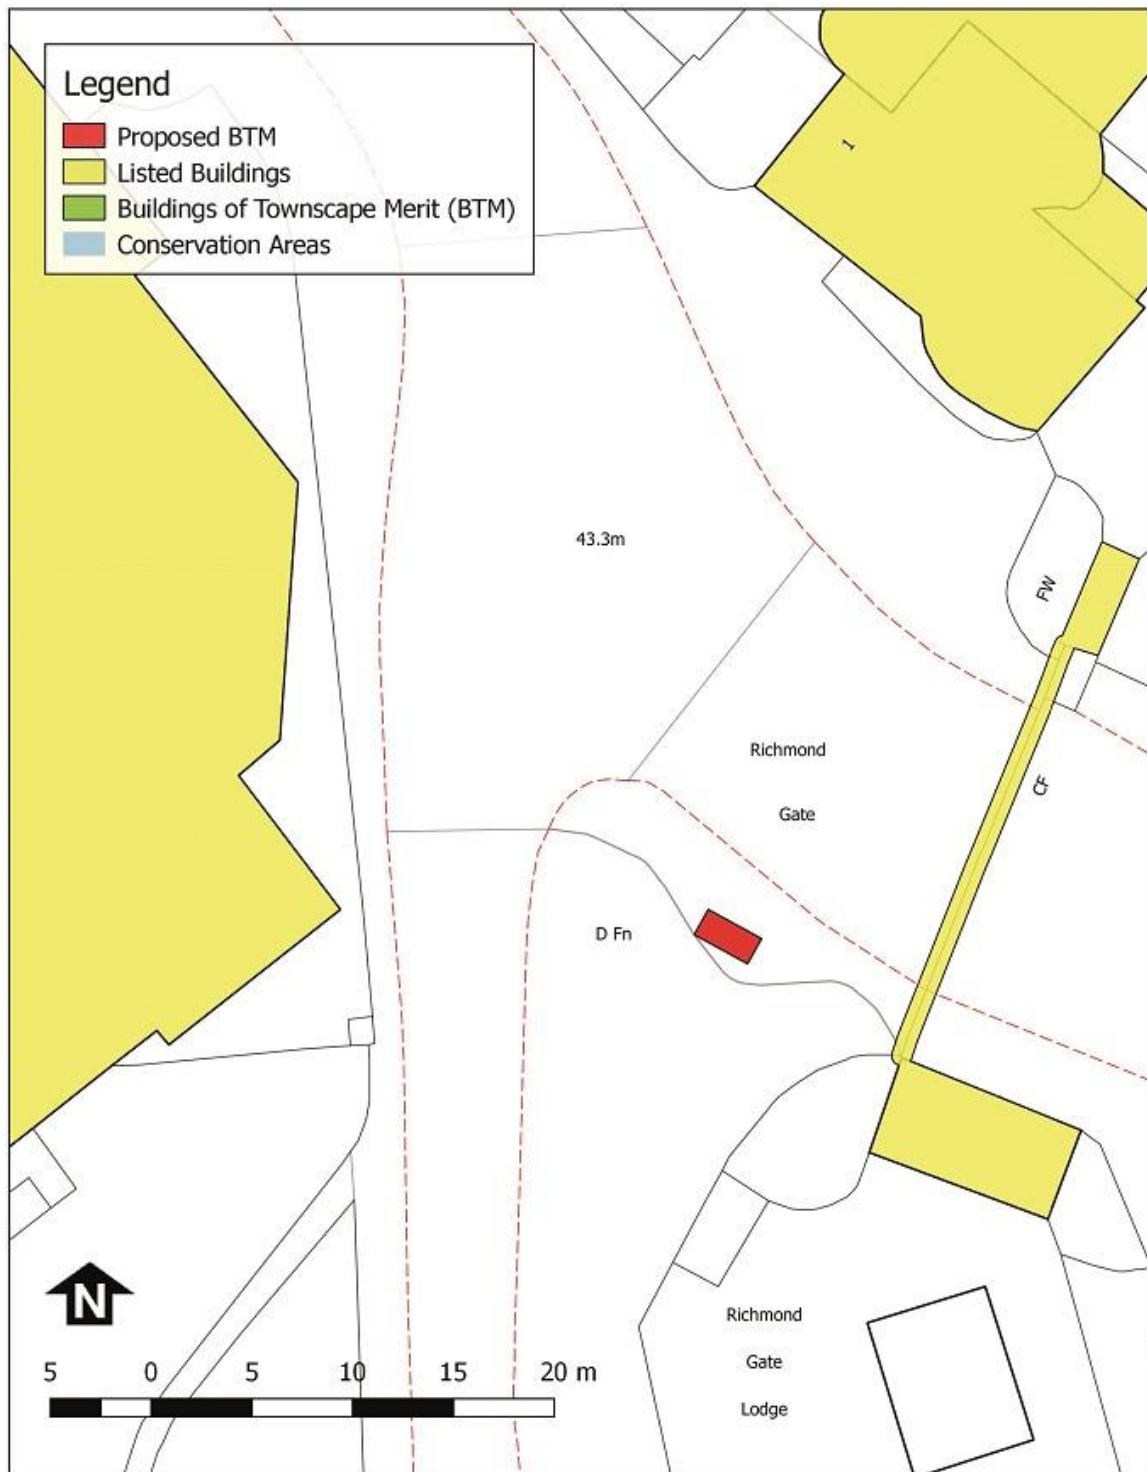 Legend
Proposed BTM
Listed Buildings
Buildings of Townscape Merit (BTM)
Conservation Areas
1
43.3m
FW
Richmond
Gate
CF
D Fn
N
5 0 5 10 15 20 m
Richmond
Gate
Lodge